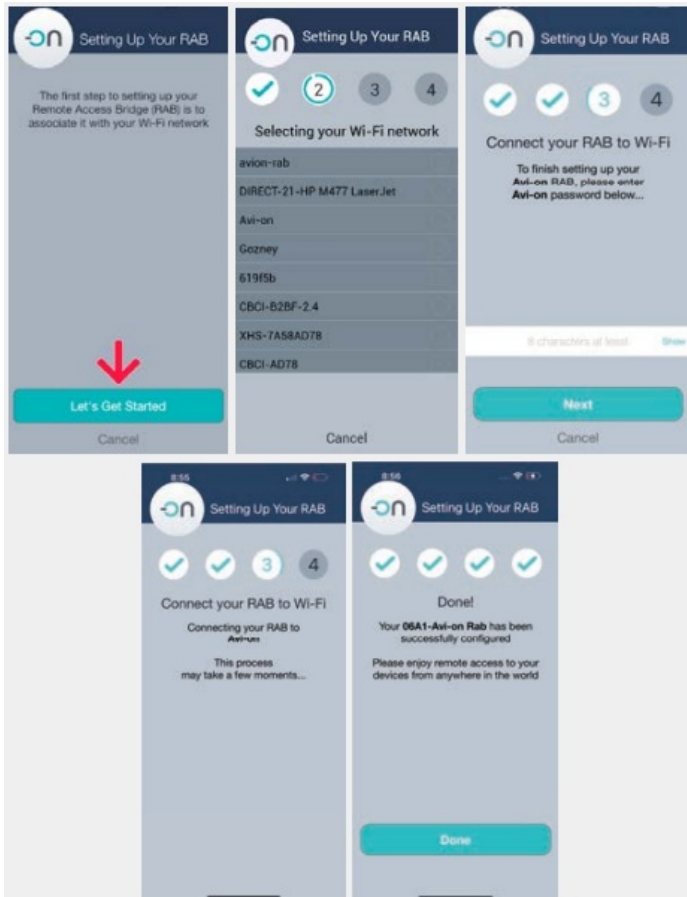 on Setting Up Your RAB
The first step to setting up your
Remote Access Bridge (RAB) is to
associate it with your Wi-Fi network
Let's Get Started
Cancel
on Setting Up Your RAB
2 3 4
Selecting your Wi-Fi network
avion-rab
DIRECT-21-HP M477 LaserJet
Avi-on
Gozney
619f5b
CBCI-B2BF-2.4
XHS-7A58AD78
CBCI-AD78
Cancel
on Setting Up Your RAB
3 4
Connect your RAB to Wi-Fi
To finish setting up your
Avi-on RAB, please enter
Avi-on password below...
8 characters at least Show
Next
Cancel
8:55
on Setting Up Your RAB
3 4
Connect your RAB to Wi-Fi
Connecting your RAB to
Avi-on
This process
may take a few moments...
8:56
on Setting Up Your RAB
Done!
Your 06A1-Avi-on Rab has been
successfully configured
Please enjoy remote access to your
devices from anywhere in the world
Done